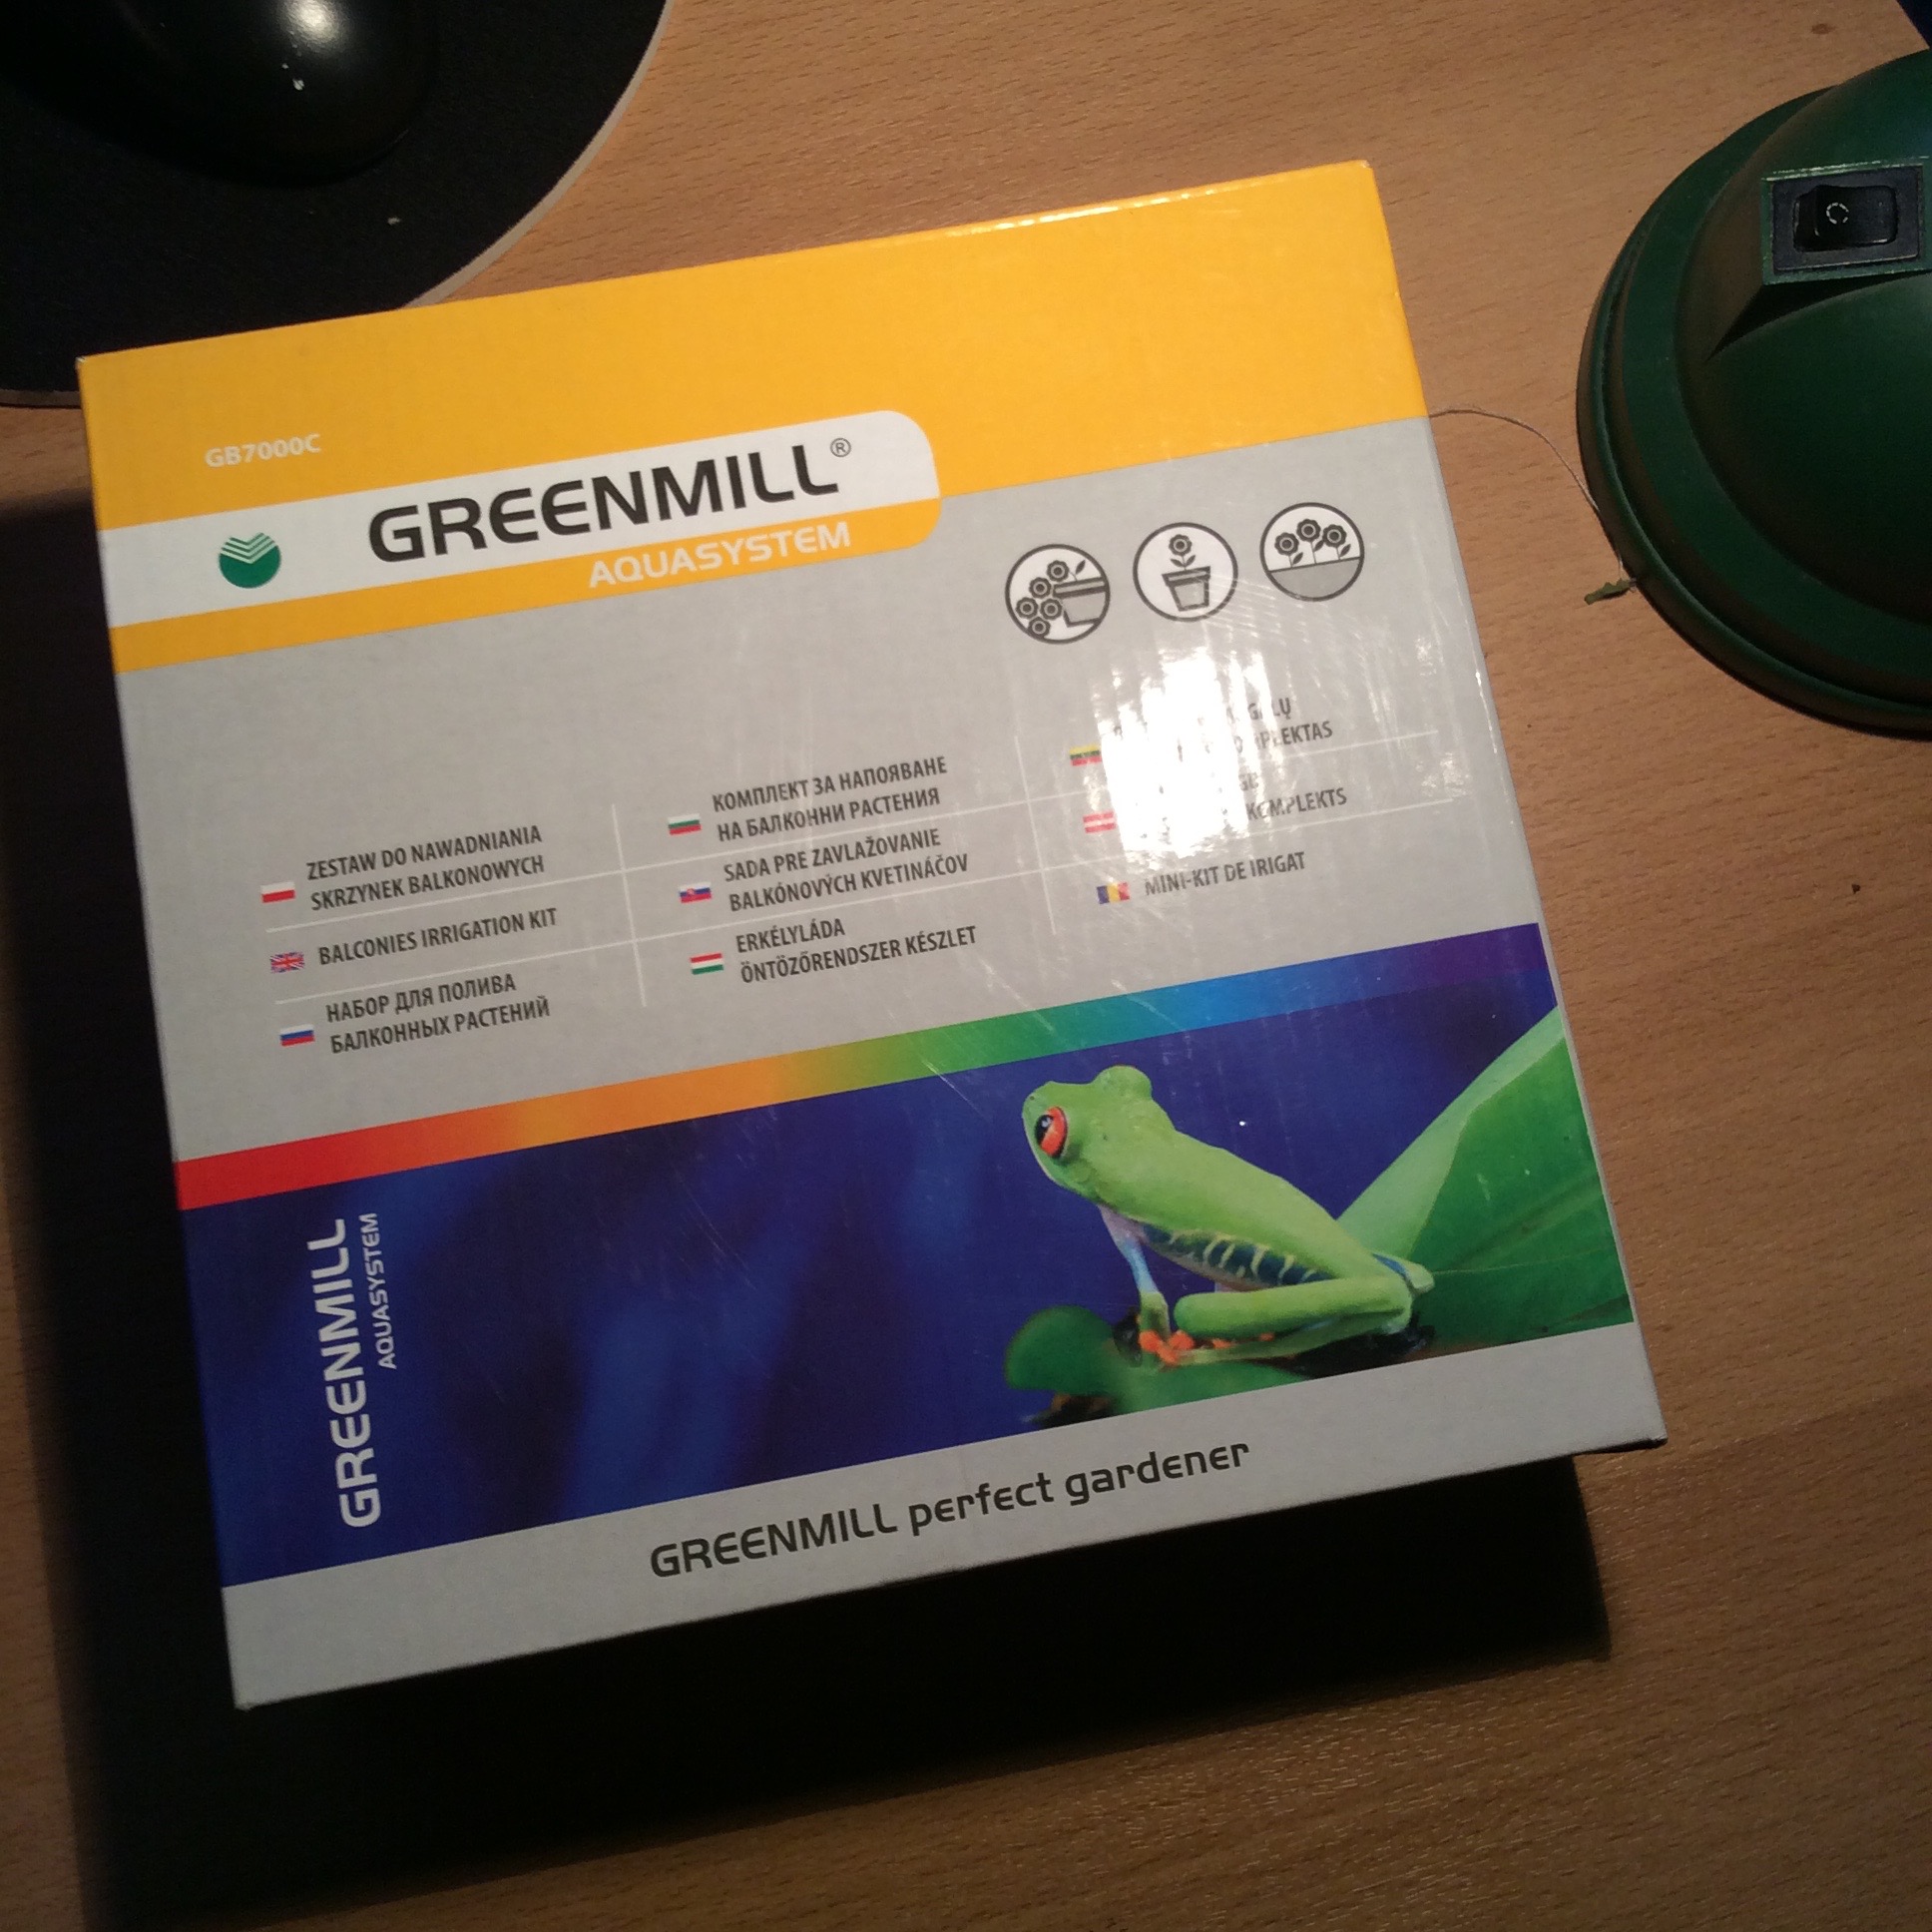 GB7000C
GREENMILL®
AQUASYSTEM
ZESTAW DO NAWADNIANIA
SKRZYNEK BALKONOWYCH
BALCONIES IRRIGATION KIT
НАБОР ДЛЯ ПОЛИВА
БАЛКОННЫХ РАСТЕНИЙ
КОМПЛЕКТ ЗА НАПОЯВАНЕ
НА БАЛКОННИ РАСТЕНИЯ
SADA PRE ZAVLAŽOVANIE
BALKÓNOVÝCH KVETINÁČOV
ERKÉLYLÁDA
ÖNTÖZŐRENDSZER KÉSZLET
KOMPLEKTS
MINI-KIT DE IRIGAT
GREENMILL
AQUASYSTEM
GREENMILL perfect gardener